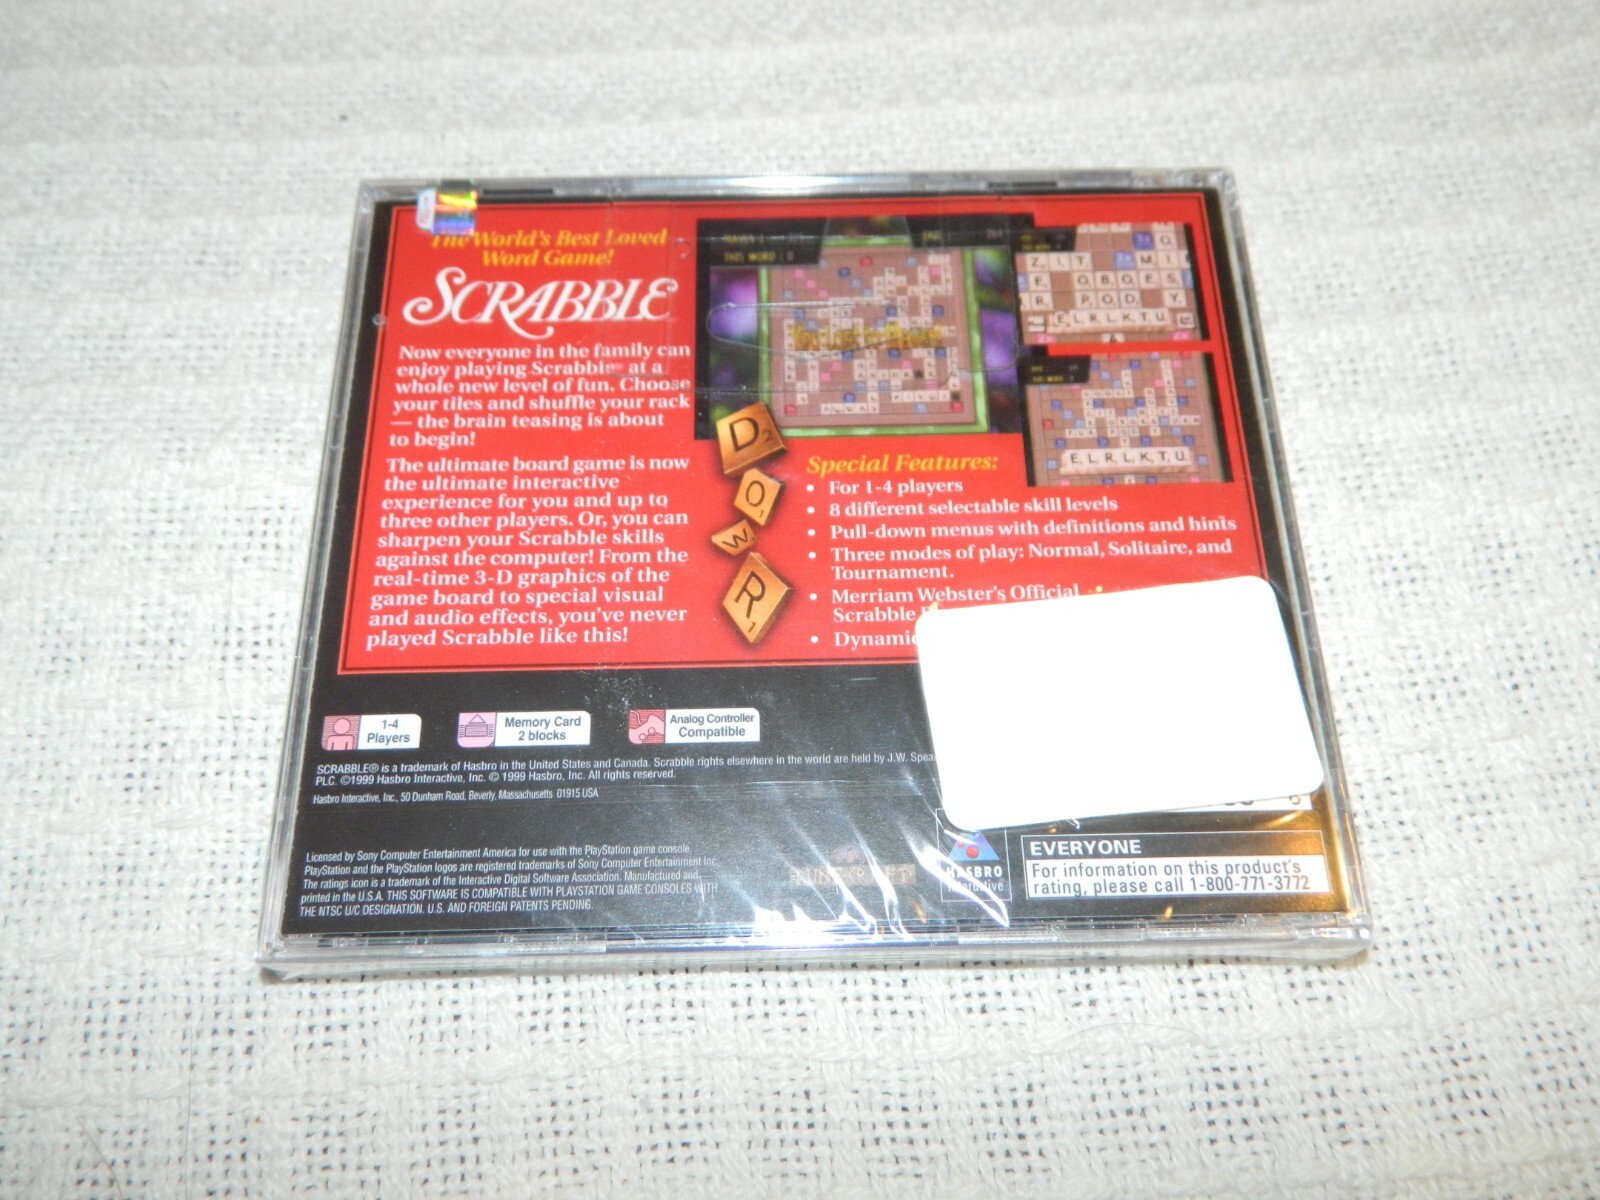 The World's Best Loved
Word Game!
SCRABBLE
Now everyone in the family can
enjoy playing Scrabble at a
whole new level of fun. Choose
your tiles and shuffle your rack
— the brain teasing is about
to begin!
The ultimate board game is now
the ultimate interactive
experience for you and up to
three other players. Or, you can
sharpen your Scrabble skills
against the computer! From the
real-time 3-D graphics of the
game board to special visual
and audio effects, you've never
played Scrabble like this!
THIS WORD : 0
D2
O1
W
R1
Z I T M I
E O B O E S
R P O D Y
E L R L K T U
E L R L K T U
Special Features:
• For 1-4 players
• 8 different selectable skill levels
• Pull-down menus with definitions and hints
• Three modes of play: Normal, Solitaire, and
Tournament.
• Merriam Webster's Official
Scrabble
• Dynamic
1-4
Players
Memory Card
2 blocks
Analog Controller
Compatible
SCRABBLE® is a trademark of Hasbro in the United States and Canada. Scrabble rights elsewhere in the world are held by J.W. Spear
PLC. ©1999 Hasbro Interactive, Inc. © 1999 Hasbro, Inc. All rights reserved.
Hasbro Interactive, Inc., 50 Dunham Road, Beverly, Massachusetts 01915 USA
Licensed by Sony Computer Entertainment America for use with the PlayStation game console.
PlayStation and the PlayStation logos are registered trademarks of Sony Computer Entertainment Inc.
The ratings icon is a trademark of the Interactive Digital Software Association. Manufactured and
printed in the U.S.A. THIS SOFTWARE IS COMPATIBLE WITH PLAYSTATION GAME CONSOLES WITH
THE NTSC U/C DESIGNATION. U.S. AND FOREIGN PATENTS PENDING.
HASBRO
Interactive
EVERYONE
For information on this product's
rating, please call 1-800-771-3772